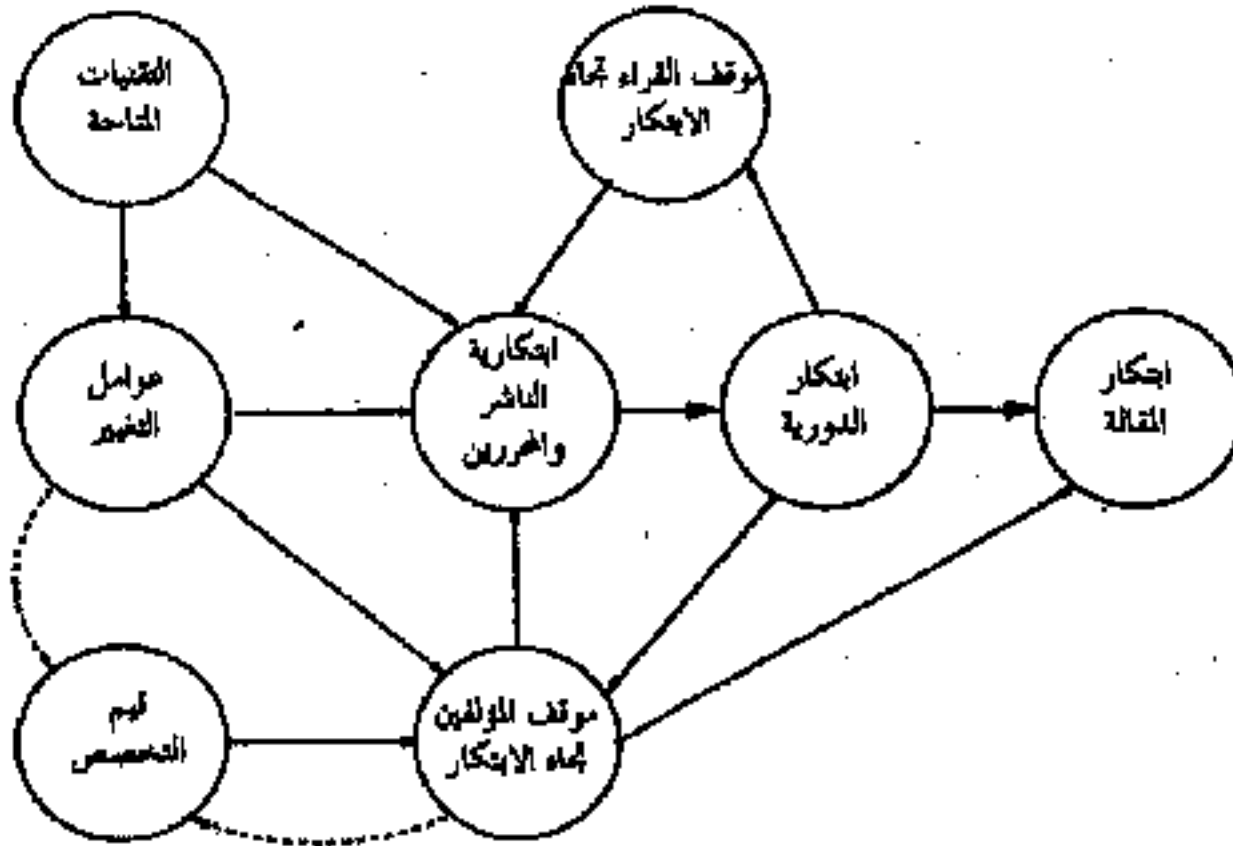 التقنيات
المتاحة
موقف القراء تجاه
الابتكار
عوامل
التغيير
ابتكارية
الناشر
والمحررين
ابتكار
الدورية
ابتكار
المقالة
قيم
التخصص
موقف المؤلفين
تجاه الابتكار